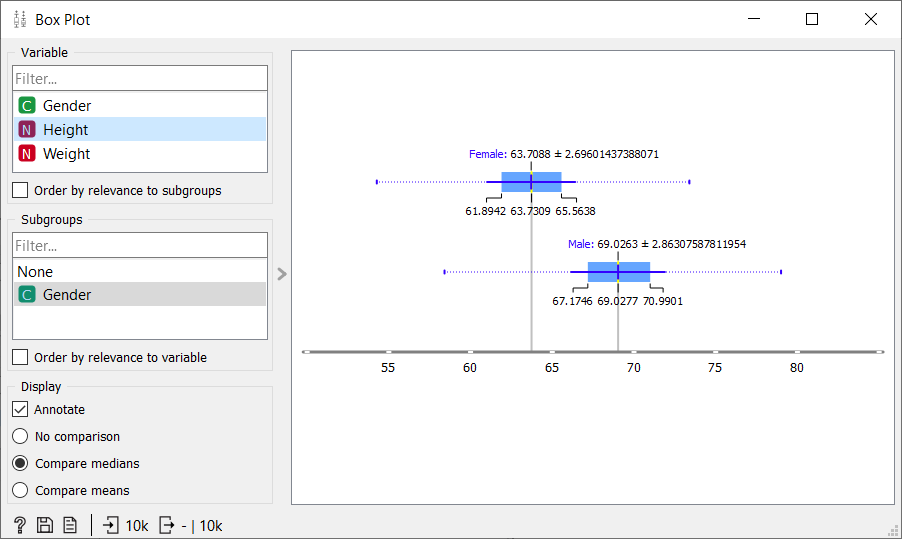 Box Plot
Variable
Filter...
C Gender
N Height
N Weight
Order by relevance to subgroups
Subgroups
Filter...
None
C Gender
Order by relevance to variable
Display
Annotate
No comparison
Compare medians
Compare means
? 10k - | 10k
Female: 63.7088 ± 2.69601437388071
61.8942 63.7309 65.5638
Male: 69.0263 ± 2.86307587811954
67.1746 69.0277 70.9901
55 60 65 70 75 80